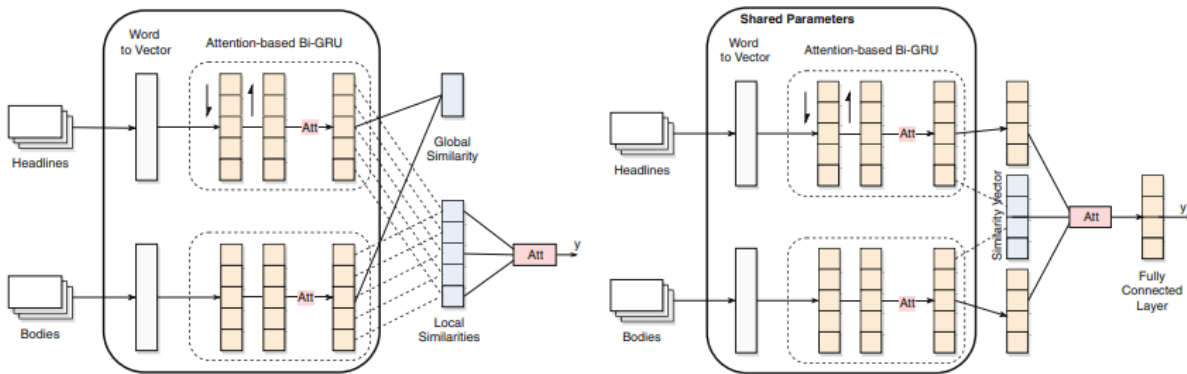 Word
to Vector
Attention-based Bi-GRU
Att
Headlines
Global
Similarity
Att
y
Att
Bodies
Local
Similarities
Shared Parameters
Word
to Vector
Attention-based Bi-GRU
Att
Headlines
Similarity Vector
Att
y
Att
Bodies
Fully
Connected
Layer